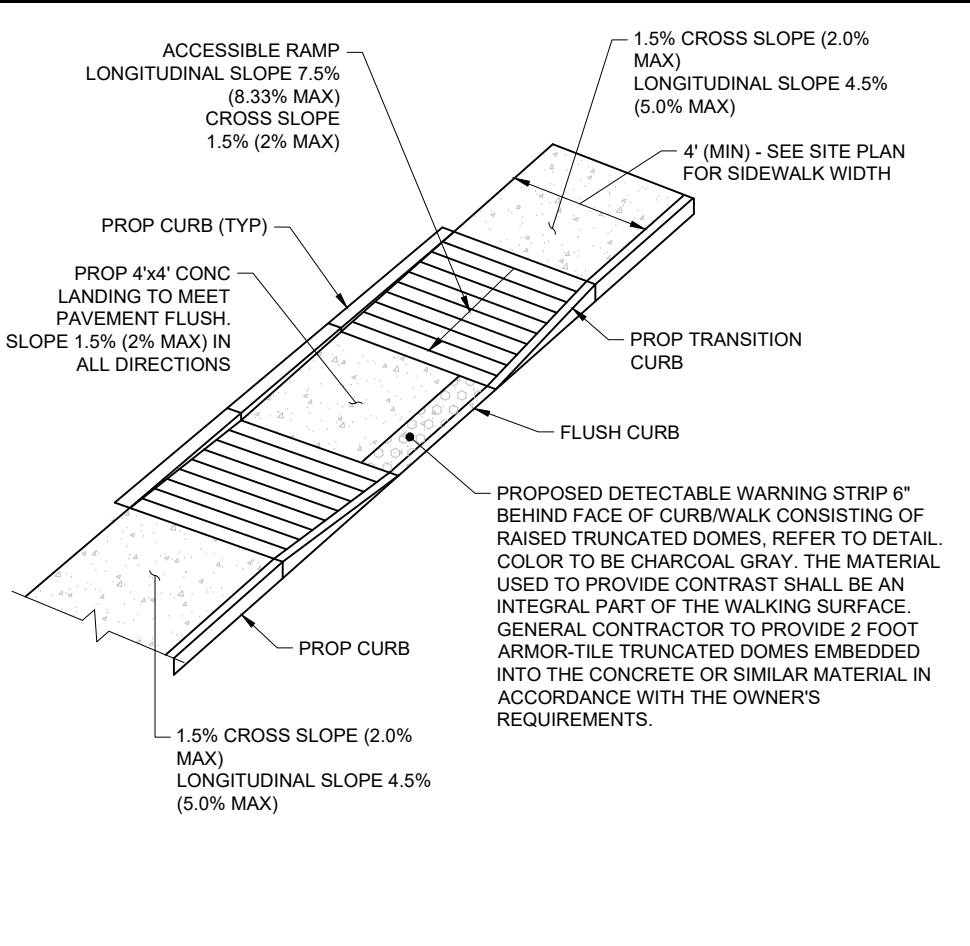 ACCESSIBLE RAMP
LONGITUDINAL SLOPE 7.5%
(8.33% MAX)
CROSS SLOPE
1.5% (2% MAX)
1.5% CROSS SLOPE (2.0%
MAX)
LONGITUDINAL SLOPE 4.5%
(5.0% MAX)
4' (MIN) - SEE SITE PLAN
FOR SIDEWALK WIDTH
PROP CURB (TYP)
PROP 4'x4' CONC
LANDING TO MEET
PAVEMENT FLUSH.
SLOPE 1.5% (2% MAX) IN
ALL DIRECTIONS
PROP TRANSITION
CURB
FLUSH CURB
PROPOSED DETECTABLE WARNING STRIP 6"
BEHIND FACE OF CURB/WALK CONSISTING OF
RAISED TRUNCATED DOMES, REFER TO DETAIL.
COLOR TO BE CHARCOAL GRAY. THE MATERIAL
USED TO PROVIDE CONTRAST SHALL BE AN
INTEGRAL PART OF THE WALKING SURFACE.
GENERAL CONTRACTOR TO PROVIDE 2 FOOT
ARMOR-TILE TRUNCATED DOMES EMBEDDED
INTO THE CONCRETE OR SIMILAR MATERIAL IN
ACCORDANCE WITH THE OWNER'S
REQUIREMENTS.
PROP CURB
1.5% CROSS SLOPE (2.0%
MAX)
LONGITUDINAL SLOPE 4.5%
(5.0% MAX)